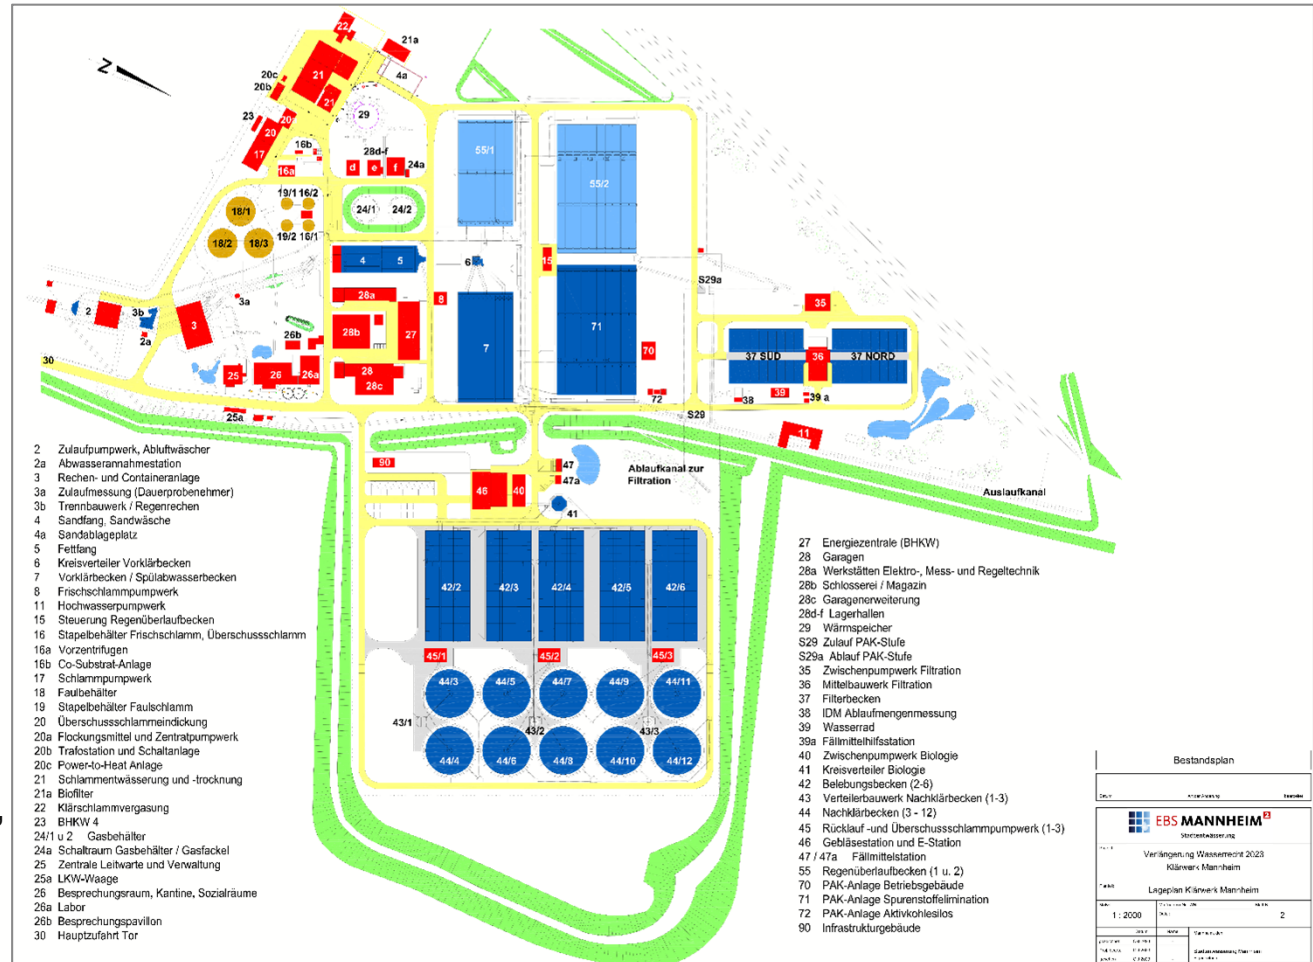 Z
22
21a
21
4a
20c
20b
21
29
23
20a
20
17
16b
28d-f
16a
d
e
f
24a
55/1
55/2
19/1 16/2
18/1
24/1
24/2
18/2
18/3
19/2 16/1
4
5
6
15
S29a
3a
28a
8
35
2
3b
2a
3
28b
27
7
71
26b
70
37 SÜD
36
37 NORD
30
25
26
26a
28
28c
72
38
39
39 a
25a
S29
11
90
46
40
47
47a
41
Ablaufkanal zur
Filtration
Auslaufkanal
42/2
42/3
42/4
42/5
42/6
45/1
45/2
45/3
44/3
44/5
44/7
44/9
44/11
43/1
43/2
43/3
44/4
44/6
44/8
44/10
44/12
2 Zulaufpumpwerk, Abluftwäscher
2a Abwasserannahmestation
3 Rechen- und Containeranlage
3a Zulaufmessung (Dauerprobenehmer)
3b Trennbauwerk / Regenrechen
4 Sandfang, Sandwäsche
4a Sandablageplatz
5 Fettfang
6 Kreisverteiler Vorklärbecken
7 Vorklärbecken / Spülabwasserbecken
8 Frischschlammpumpwerk
11 Hochwasserpumpwerk
15 Steuerung Regenüberlaufbecken
16 Stapelbehälter Frischschlamm, Überschussschlamm
16a Vorzentrifugen
16b Co-Substrat-Anlage
17 Schlammpumpwerk
18 Faulbehälter
19 Stapelbehälter Faulschlamm
20 Überschussschlammeindickung
20a Flockungsmittel und Zentratpumpwerk
20b Trafostation und Schaltanlage
20c Power-to-Heat Anlage
21 Schlammentwässerung und -trocknung
21a Biofilter
22 Klärschlammvergasung
23 BHKW 4
24/1 u 2 Gasbehälter
24a Schaltraum Gasbehälter / Gasfackel
25 Zentrale Leitwarte und Verwaltung
25a LKW-Waage
26 Besprechungsraum, Kantine, Sozialräume
26a Labor
26b Besprechungspavillon
30 Hauptzufahrt Tor
27 Energiezentrale (BHKW)
28 Garagen
28a Werkstätten Elektro-, Mess- und Regeltechnik
28b Schlosserei / Magazin
28c Garagenerweiterung
28d-f Lagerhallen
29 Wärmspeicher
S29 Zulauf PAK-Stufe
S29a Ablauf PAK-Stufe
35 Zwischenpumpwerk Filtration
36 Mittelbauwerk Filtration
37 Filterbecken
38 IDM Ablaufmengenmessung
39 Wasserrad
39a Fällmittelhilfsstation
40 Zwischenpumpwerk Biologie
41 Kreisverteiler Biologie
42 Belebungsbecken (2-6)
43 Verteilerbauwerk Nachklärbecken (1-3)
44 Nachklärbecken (3 - 12)
45 Rücklauf -und Überschussschlammpumpwerk (1-3)
46 Gebläsestation und E-Station
47 / 47a Fällmittelstation
55 Regenüberlaufbecken (1 u. 2)
70 PAK-Anlage Betriebsgebäude
71 PAK-Anlage Spurenstoffelimination
72 PAK-Anlage Aktivkohlesilos
90 Infrastrukturgebäude
Bestandsplan
EBS MANNHEIM²
Stadtentwässerung
Verlängerung Wasserrecht 2023
Klärwerk Mannheim
Lageplan Klärwerk Mannheim
1 : 2000
2